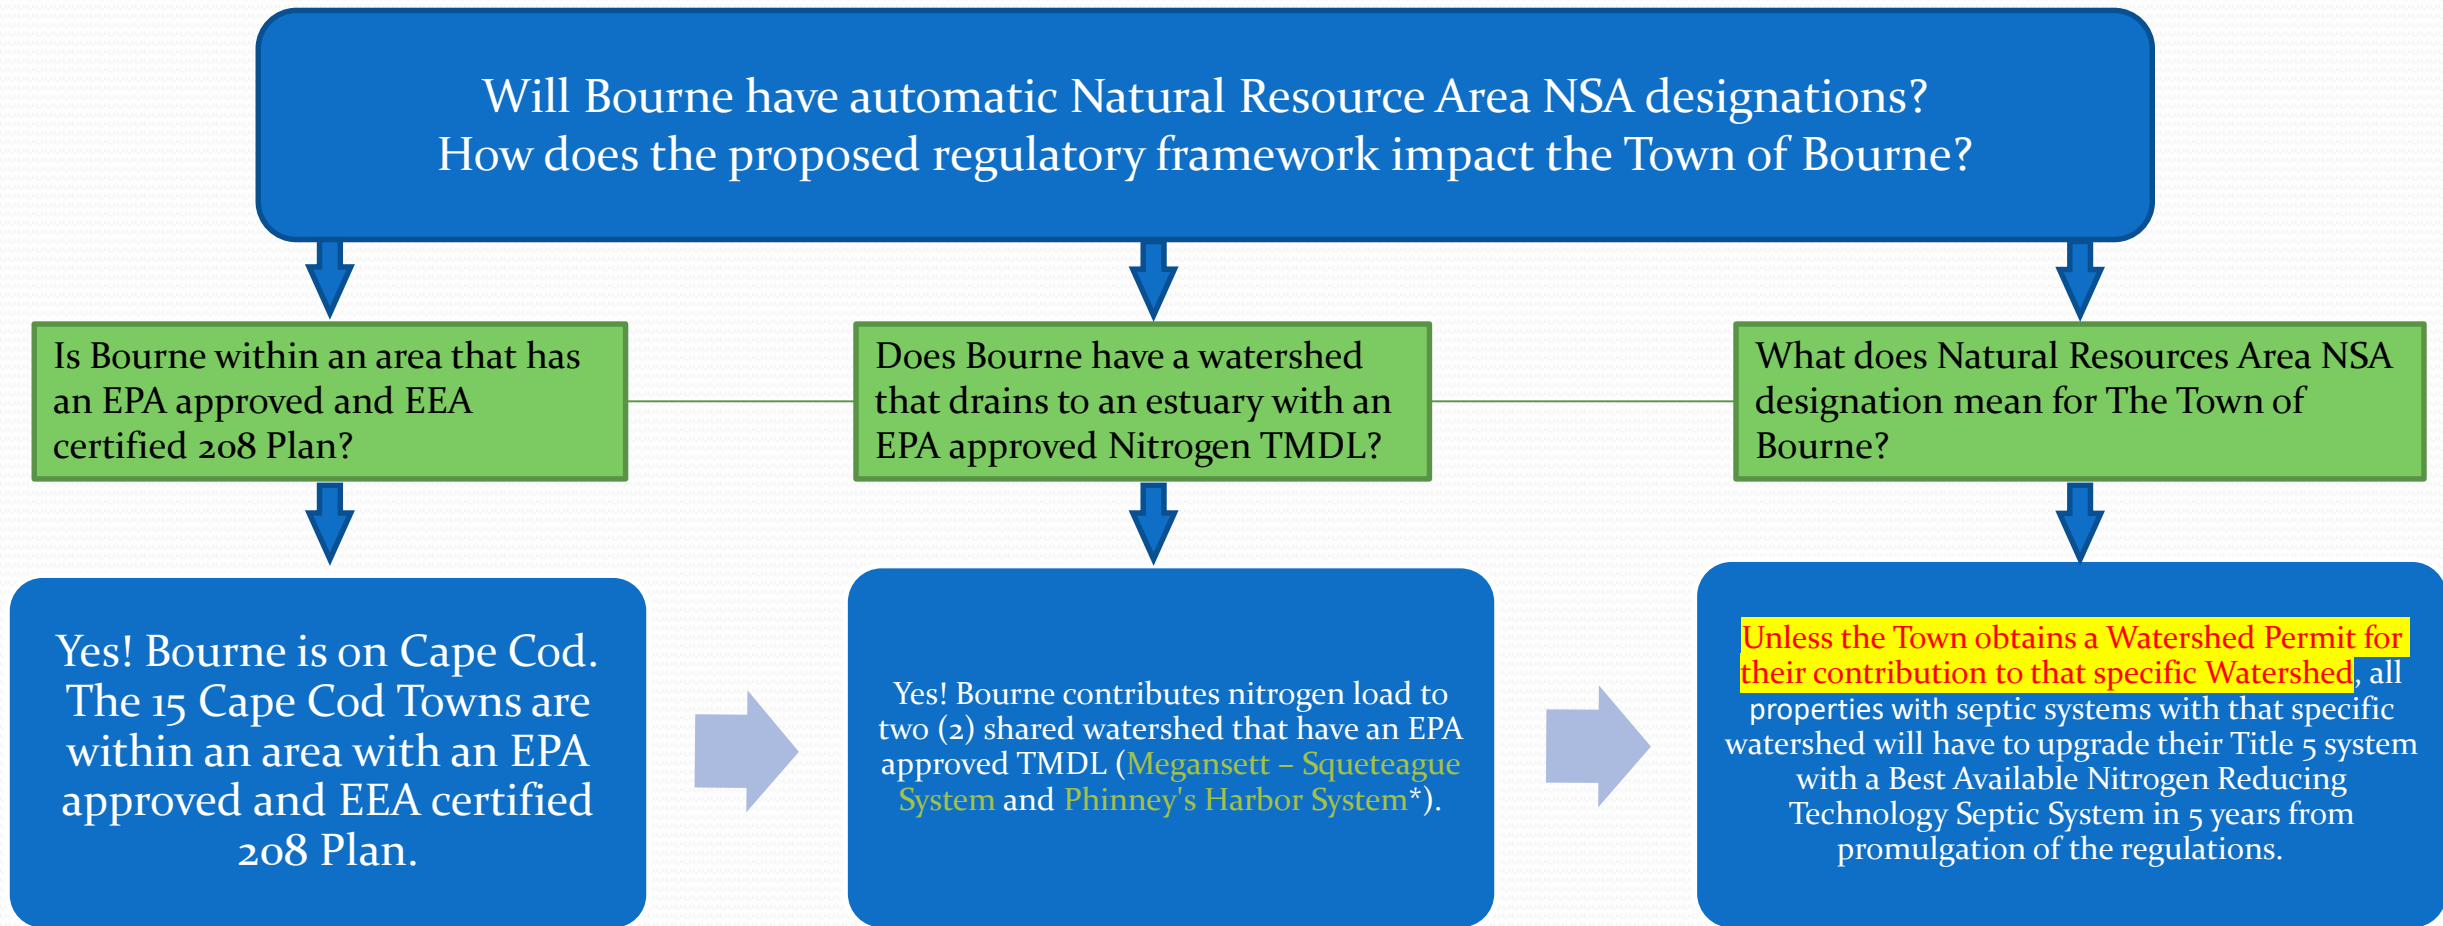 Will Bourne have automatic Natural Resource Area NSA designations?
How does the proposed regulatory framework impact the Town of Bourne?
Is Bourne within an area that has
an EPA approved and EEA
certified 208 Plan?
Does Bourne have a watershed
that drains to an estuary with an
EPA approved Nitrogen TMDL?
What does Natural Resources Area NSA
designation mean for The Town of
Bourne?
Yes! Bourne is on Cape Cod.
The 15 Cape Cod Towns are
within an area with an EPA
approved and EEA certified
208 Plan.
Yes! Bourne contributes nitrogen load to
two (2) shared watershed that have an EPA
approved TMDL (Megansett – Squeteague
System and Phinney's Harbor System*).
Unless the Town obtains a Watershed Permit for
their contribution to that specific Watershed, all
properties with septic systems with that specific
watershed will have to upgrade their Title 5 system
with a Best Available Nitrogen Reducing
Technology Septic System in 5 years from
promulgation of the regulations.